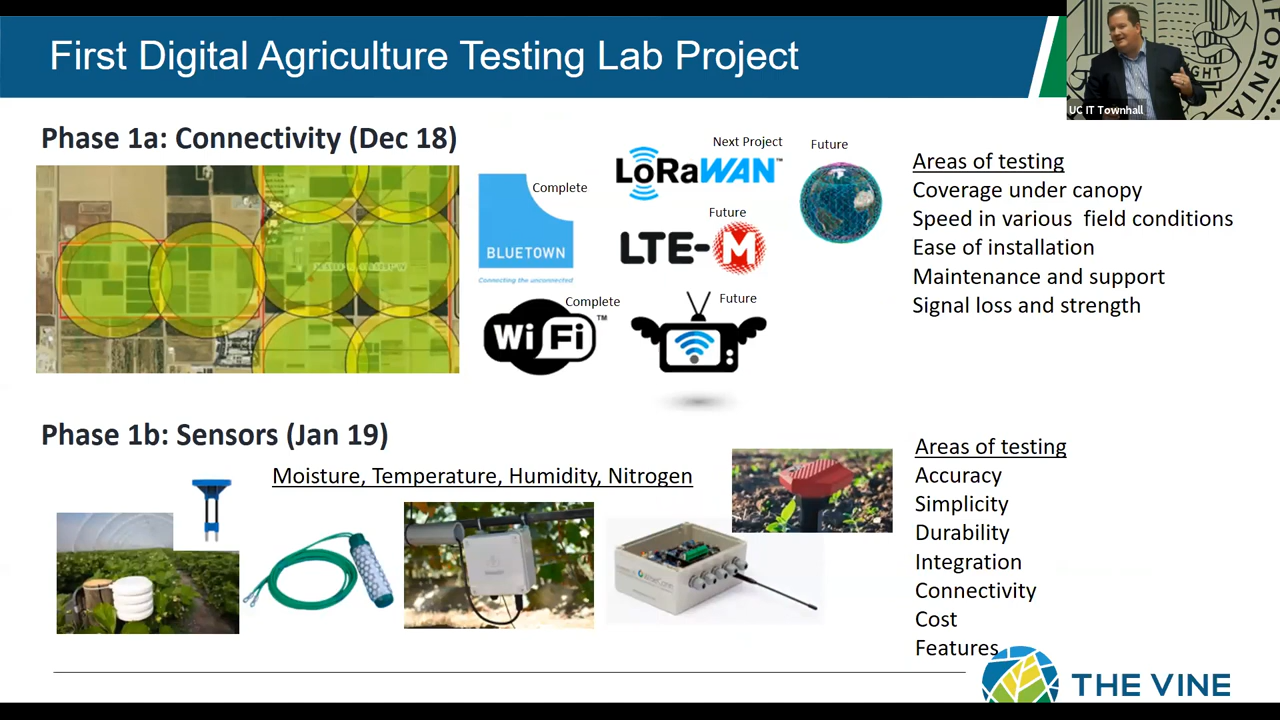 First Digital Agriculture Testing Lab Project
UC IT Townhall
Phase 1a: Connectivity (Dec 18)
Complete
BLUETOWN
Connecting the unconnected
Next Project
LoRaWAN™
Future
Future
LTE-M
Complete
WiFi™
Future
Areas of testing
Coverage under canopy
Speed in various field conditions
Ease of installation
Maintenance and support
Signal loss and strength
Phase 1b: Sensors (Jan 19)
Moisture, Temperature, Humidity, Nitrogen
Areas of testing
Accuracy
Simplicity
Durability
Integration
Connectivity
Cost
Features
THE VINE